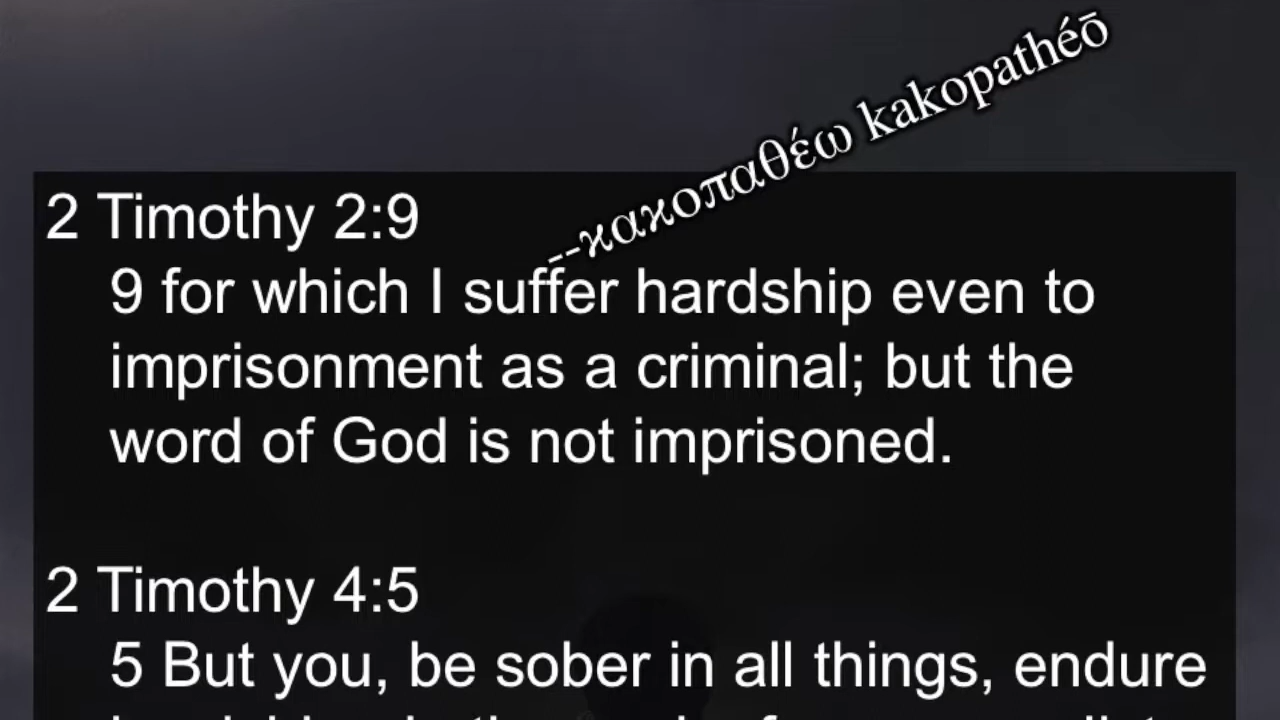 --κακοπαθέω kakopathéō
2 Timothy 2:9
9 for which I suffer hardship even to
imprisonment as a criminal; but the
word of God is not imprisoned.
2 Timothy 4:5
5 But you, be sober in all things, endure